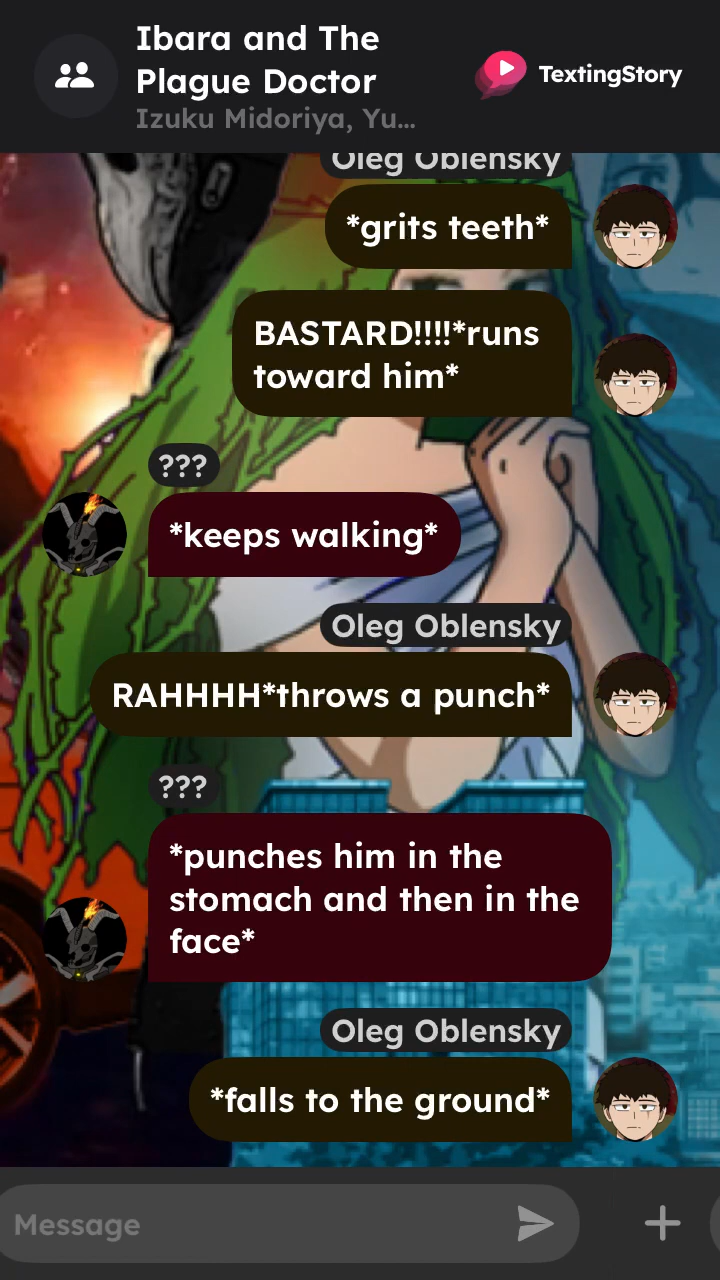 Ibara and The
Plague Doctor
Izuku Midoriya, Yu...
TextingStory
Oleg Oblensky
*grits teeth*
BASTARD!!!!*runs
toward him*
???
*keeps walking*
Oleg Oblensky
RAHHHH*throws a punch*
???
*punches him in the
stomach and then in the
face*
Oleg Oblensky
*falls to the ground*
Message